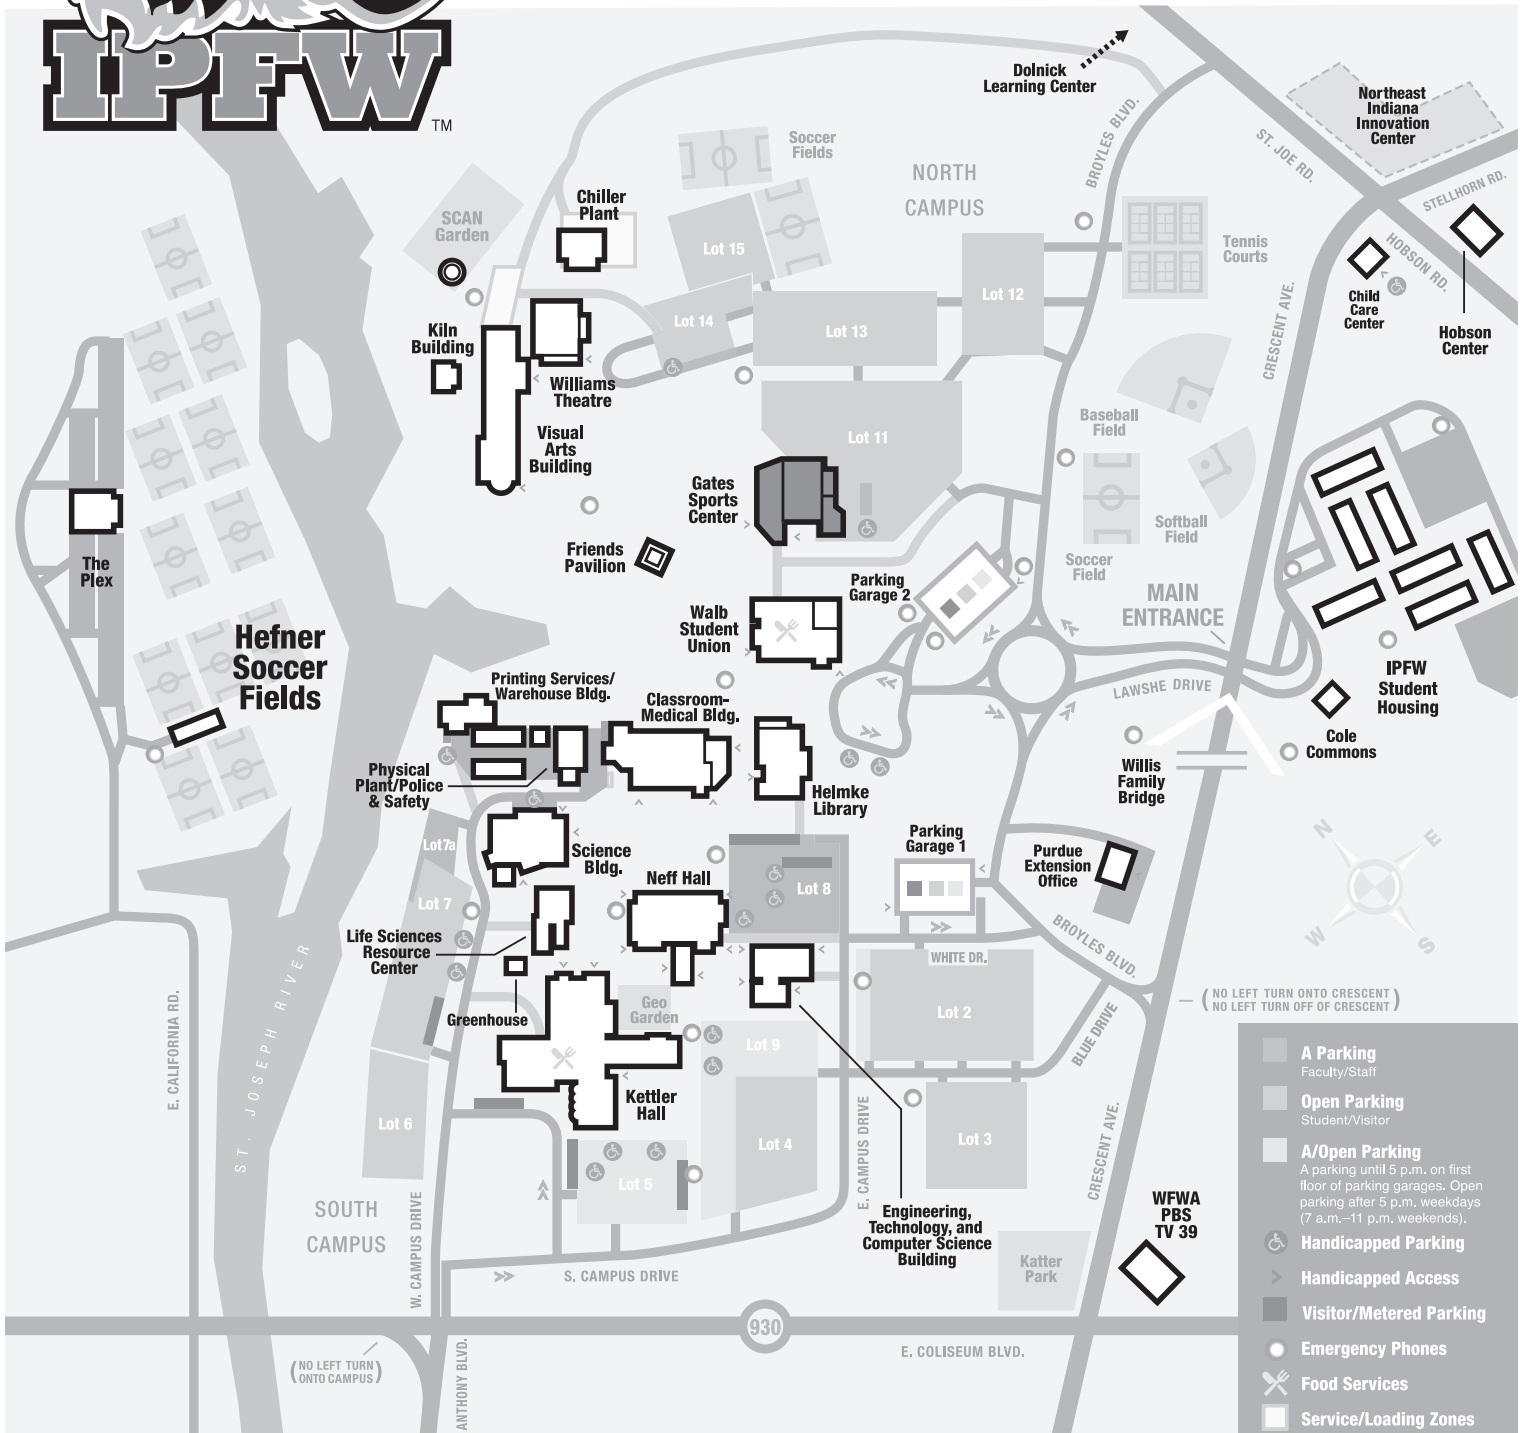 IPFW
TM
Dolnick
Learning Center
Northeast
Indiana
Innovation
Center
BROYLES BLVD.
ST. JOE RD.
STELLHORN RD.
HOBSON RD.
Soccer
Fields
NORTH
CAMPUS
Chiller
Plant
SCAN
Garden
Lot 15
Tennis
Courts
Lot 12
Child
Care
Center
Hobson
Center
CRESCENT AVE.
Kiln
Building
Lot 14
Lot 13
Williams
Theatre
Visual
Arts
Building
Lot 11
Baseball
Field
Gates
Sports
Center
Softball
Field
Soccer
Field
The
Plex
Friends
Pavilion
Parking
Garage 2
MAIN
ENTRANCE
Walb
Student
Union
Hefner
Soccer
Fields
Printing Services/
Warehouse Bldg.
Classroom-
Medical Bldg.
LAWSHE DRIVE
IPFW
Student
Housing
Cole
Commons
Willis
Family
Bridge
Physical
Plant/Police
& Safety
Helmke
Library
Lot7a
Science
Bldg.
Parking
Garage 1
Purdue
Extension
Office
N
E
W
S
Neff Hall
Lot 8
Lot 7
Life Sciences
Resource
Center
BROYLES BLVD.
WHITE DR.
(NO LEFT TURN ONTO CRESCENT
NO LEFT TURN OFF OF CRESCENT)
Greenhouse
Geo
Garden
Lot 2
BLUE DRIVE
Lot 9
E. CALIFORNIA RD.
ST. JOSEPH RIVER
Kettler
Hall
Lot 6
Lot 4
E. CAMPUS DRIVE
Lot 3
CRESCENT AVE.
Lot 5
SOUTH
CAMPUS
W. CAMPUS DRIVE
Engineering,
Technology, and
Computer Science
Building
WFWA
PBS
TV 39
Katter
Park
S. CAMPUS DRIVE
930
E. COLISEUM BLVD.
(NO LEFT TURN
ONTO CAMPUS)
ANTHONY BLVD.
A Parking
Faculty/Staff
Open Parking
Student/Visitor
A/Open Parking
A parking until 5 p.m. on first
floor of parking garages. Open
parking after 5 p.m. weekdays
(7 a.m.–11 p.m. weekends).
Handicapped Parking
Handicapped Access
Visitor/Metered Parking
Emergency Phones
Food Services
Service/Loading Zones